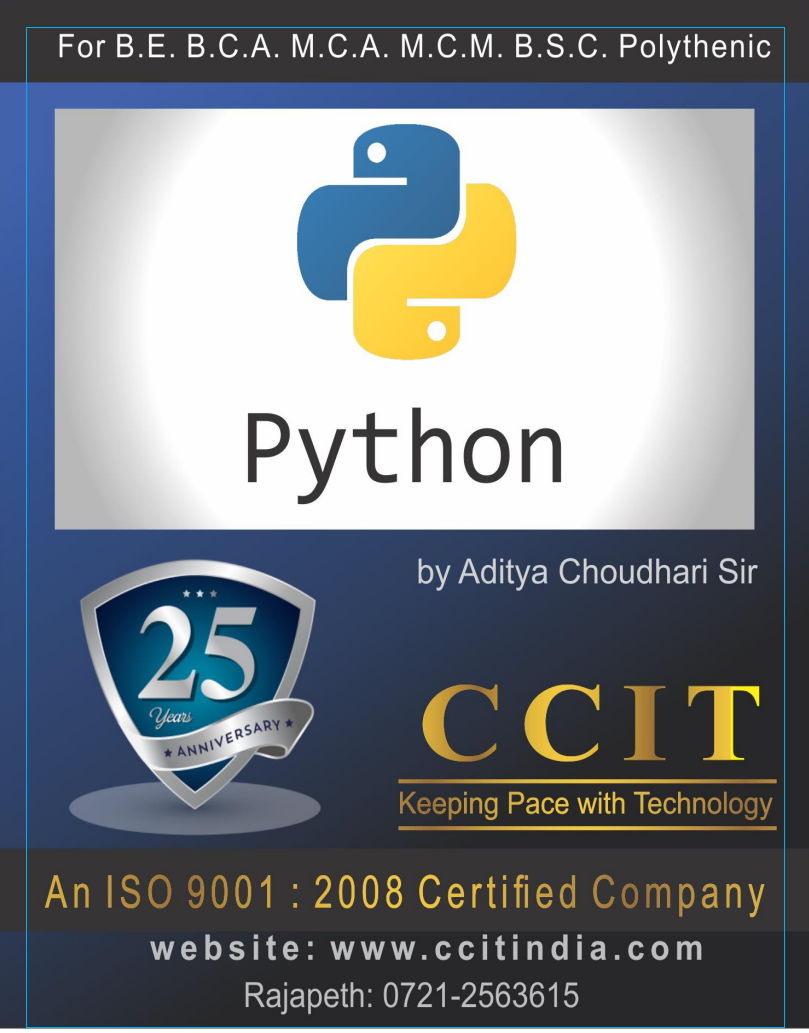 For B.E. B.C.A. M.C.A. M.C.M. B.S.C. Polythenic
Python
by Aditya Choudhari Sir
25
Years
ANNIVERSARY
CCIT
Keeping Pace with Technology
An ISO 9001 : 2008 Certified Company
website: www.ccitindia.com
Rajapeth: 0721-2563615